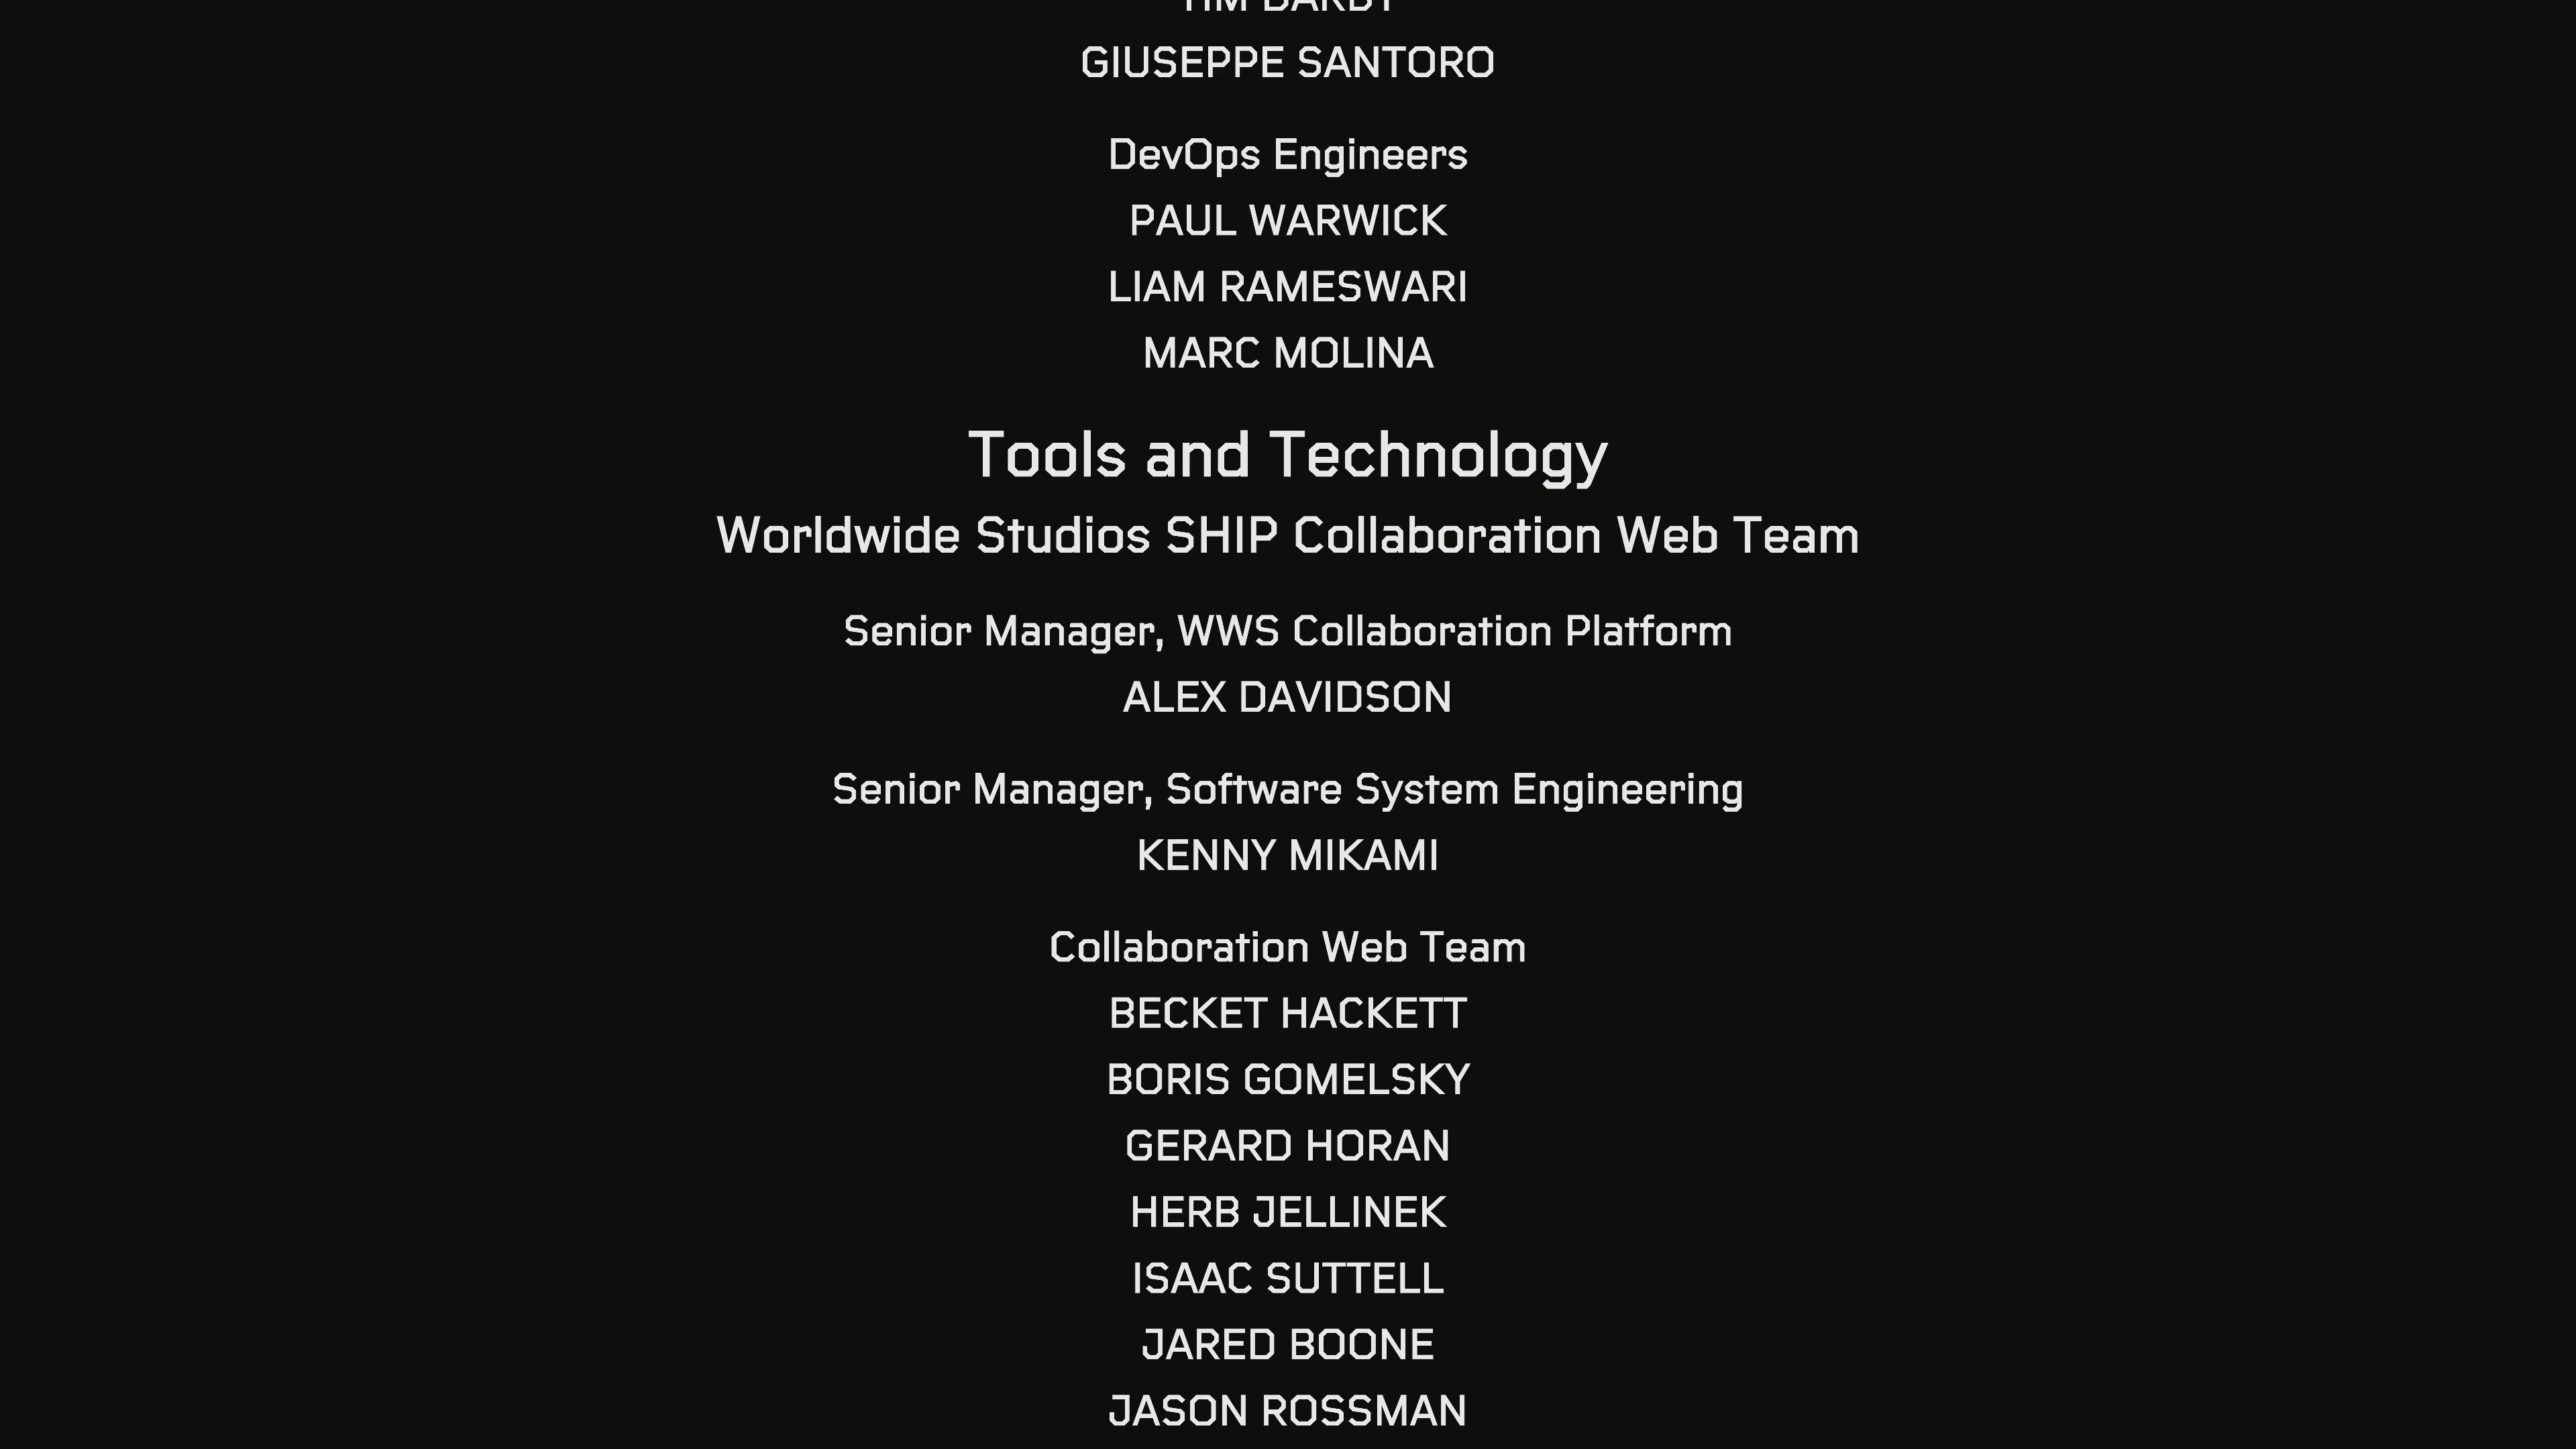 TIM DARBY
GIUSEPPE SANTORO
DevOps Engineers
PAUL WARWICK
LIAM RAMESWARI
MARC MOLINA
Tools and Technology
Worldwide Studios SHIP Collaboration Web Team
Senior Manager, WWS Collaboration Platform
ALEX DAVIDSON
Senior Manager, Software System Engineering
KENNY MIKAMI
Collaboration Web Team
BECKET HACKETT
BORIS GOMELSKY
GERARD HORAN
HERB JELLINEK
ISAAC SUTTELL
JARED BOONE
JASON ROSSMAN